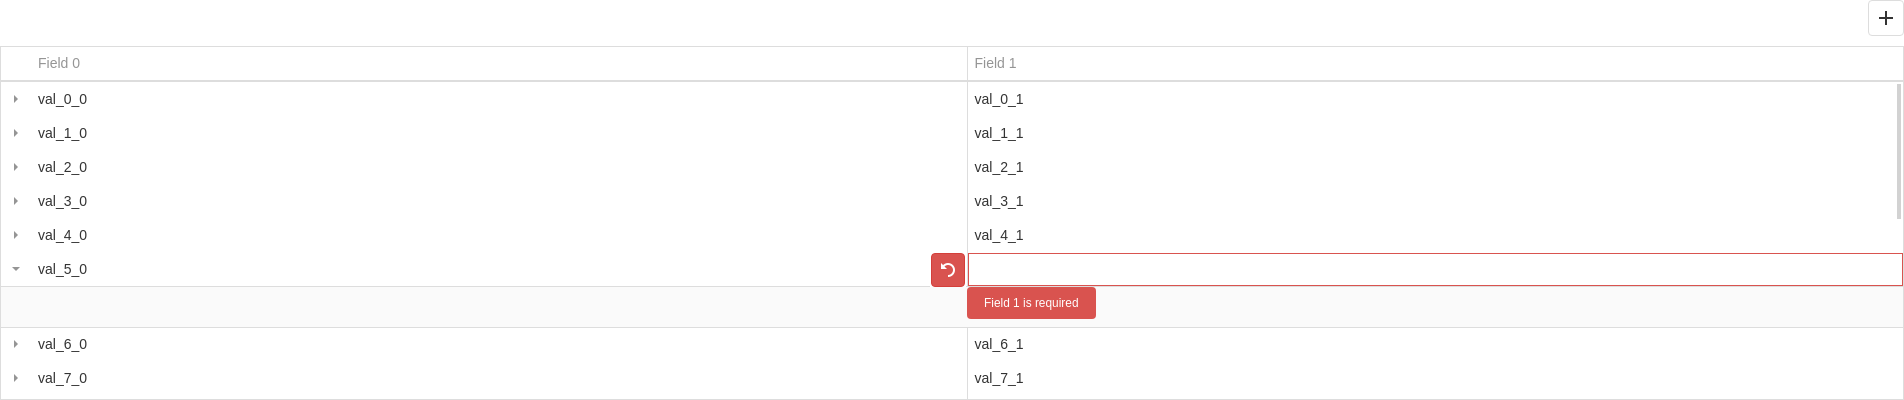 Field 0 Field 1
val_0_0 val_0_1
val_1_0 val_1_1
val_2_0 val_2_1
val_3_0 val_3_1
val_4_0 val_4_1
val_5_0
Field 1 is required
val_6_0 val_6_1
val_7_0 val_7_1